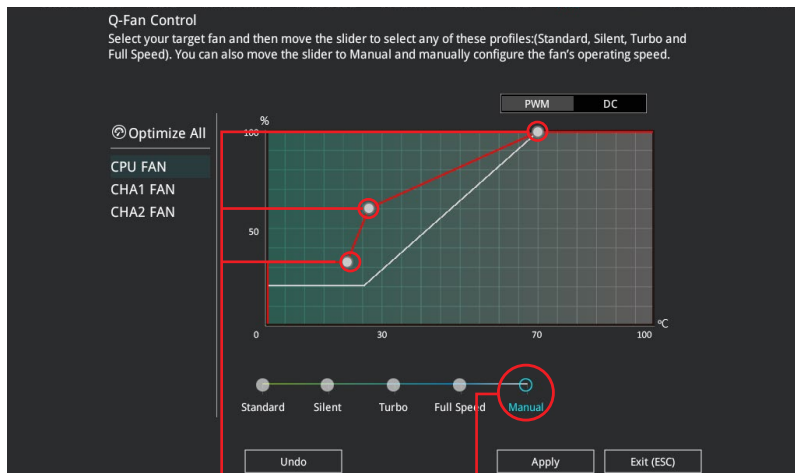 Q-Fan Control
Select your target fan and then move the slider to select any of these profiles:(Standard, Silent, Turbo and
Full Speed). You can also move the slider to Manual and manually configure the fan's operating speed.
PWM DC
%
Optimize All
100
CPU FAN
CHA1 FAN
CHA2 FAN
50
ºC
0 30 70 100
Standard Silent Turbo Full Speed Manual
Undo Apply Exit (ESC)